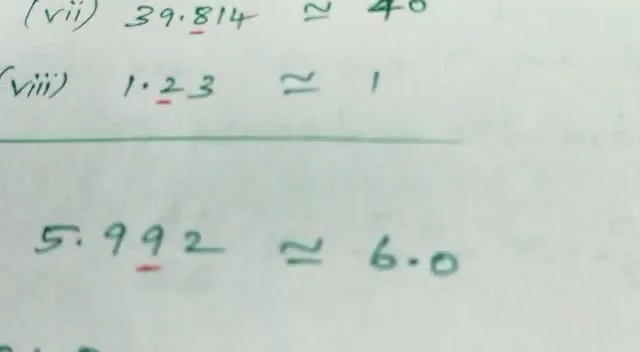 (vii) 39.814 ≅ 40
(viii) 1.23 ≅ 1
5.992 ≅ 6.0